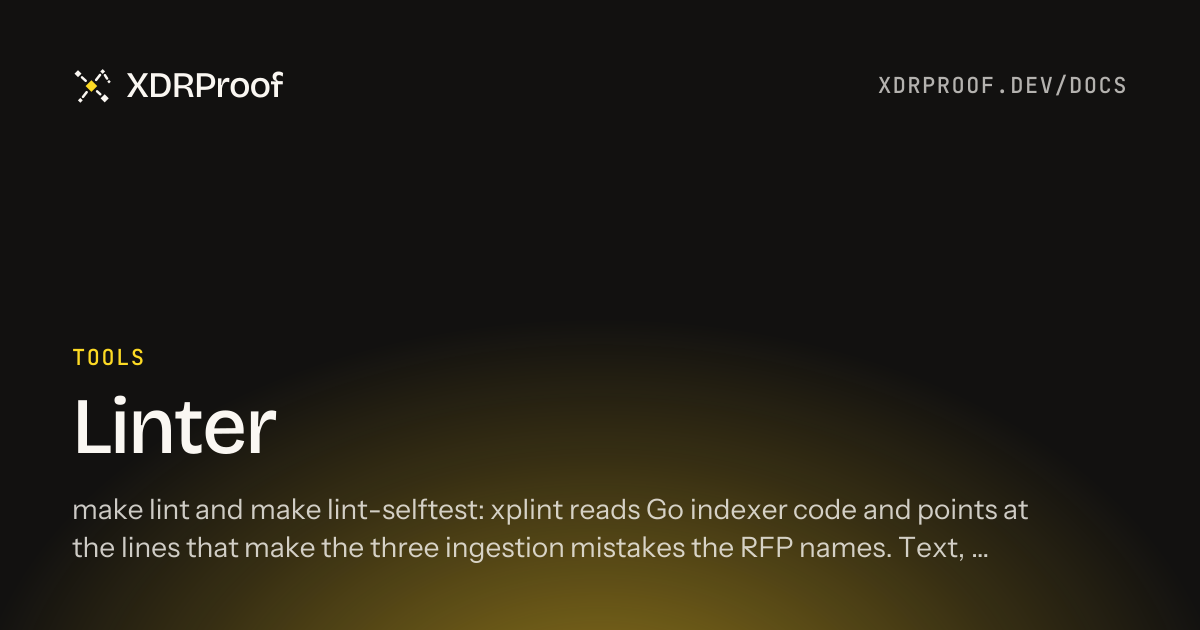 XDRProof
XDRPROOF.DEV/DOCS
TOOLS
Linter
make lint and make lint-selftest: xplint reads Go indexer code and points at
the lines that make the three ingestion mistakes the RFP names. Text, ...